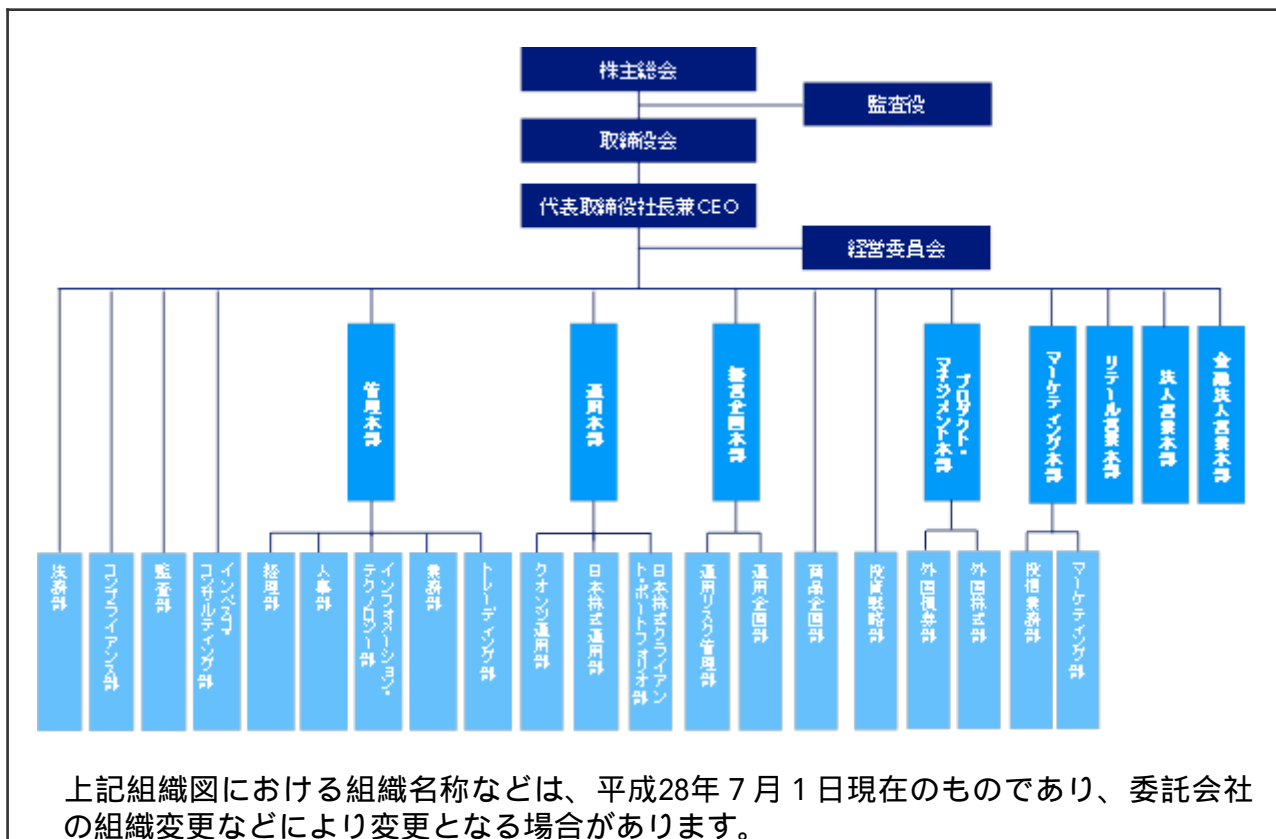 株主総会
監査役
取締役会
代表取締役社長兼CEO
経営委員会
管理本部
運用本部
経営企画本部
プロダクト・
マネジメント本部
マーケティング本部
リテール営業本部
法人営業本部
金融法人営業本部
法務部
コンプライアンス部
監査部
インベスコ
コンサルティング部
経理部
人事部
インフォメーション・
テクノロジー部
業務部
トレーディング部
クオンツ運用部
日本株式運用部
日本株式クライアン
ト・ポートフォリオ部
運用リスク管理部
運用企画部
商品企画部
投資戦略部
外国債券部
外国株式部
投信業務部
マーケティング部
上記組織図における組織名称などは、平成28年７月１日現在のものであり、委託会社
の組織変更などにより変更となる場合があります。